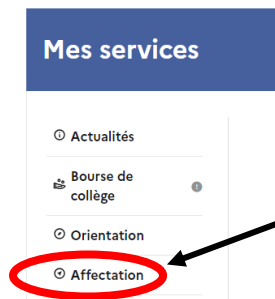 Mes services
Actualités
Bourse de
collège
Orientation
Affectation